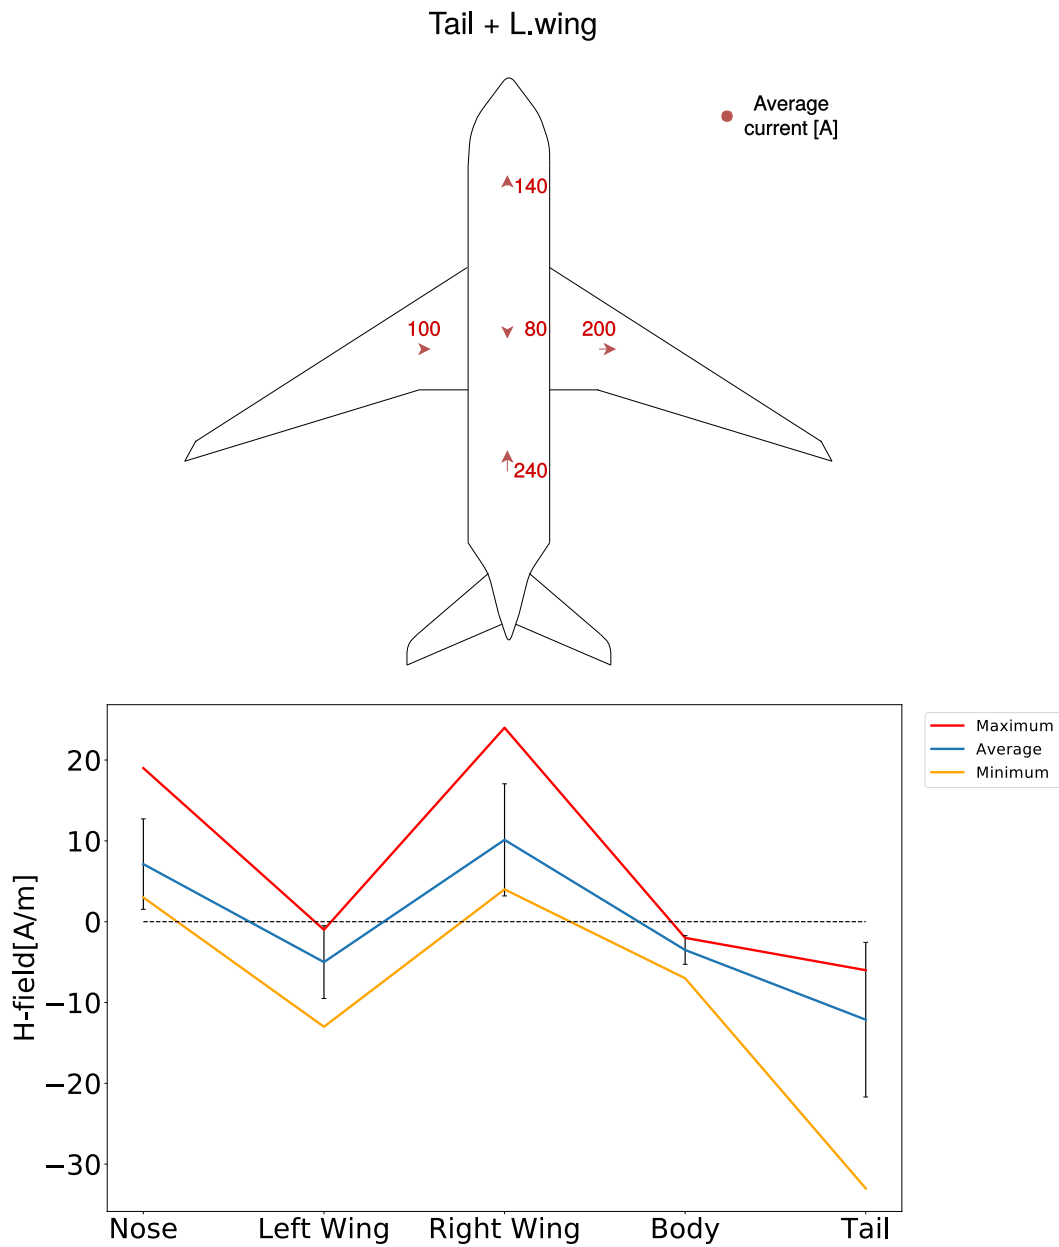 Tail + L.wing
Average
current [A]
140
100
80
200
240
Maximum
Average
Minimum
H-field[A/m]
20
10
0
−10
−20
−30
Nose
Left Wing
Right Wing
Body
Tail